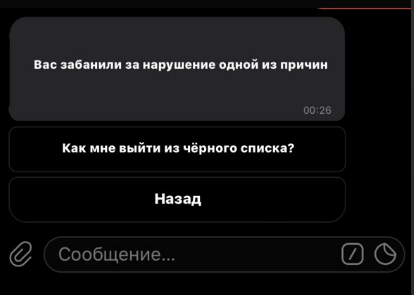 Вас забанили за нарушение одной из причин
00:26
Как мне выйти из чёрного списка?
Назад
Сообщение...